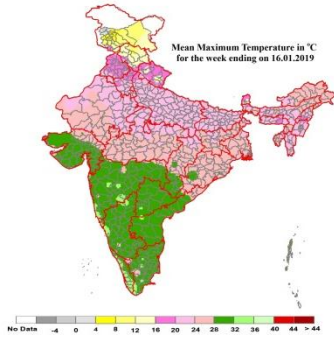 Mean Maximum Temperature in °C
for the week ending on 16.01.2019
No Data -4 0 4 8 12 16 20 24 28 32 36 40 44 > 44